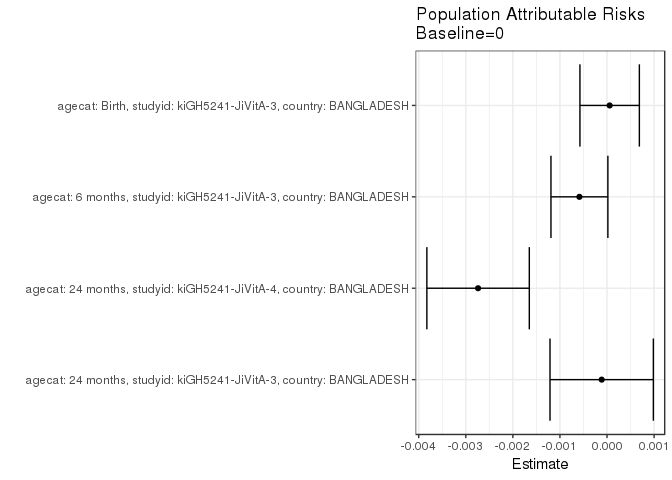 Population Attributable Risks
Baseline=0
agecat: Birth, studyid: kiGH5241-JiVitA-3, country: BANGLADESH
agecat: 6 months, studyid: kiGH5241-JiVitA-3, country: BANGLADESH
agecat: 24 months, studyid: kiGH5241-JiVitA-4, country: BANGLADESH
agecat: 24 months, studyid: kiGH5241-JiVitA-3, country: BANGLADESH
-0.004 -0.003 -0.002 -0.001 0.000 0.001
Estimate